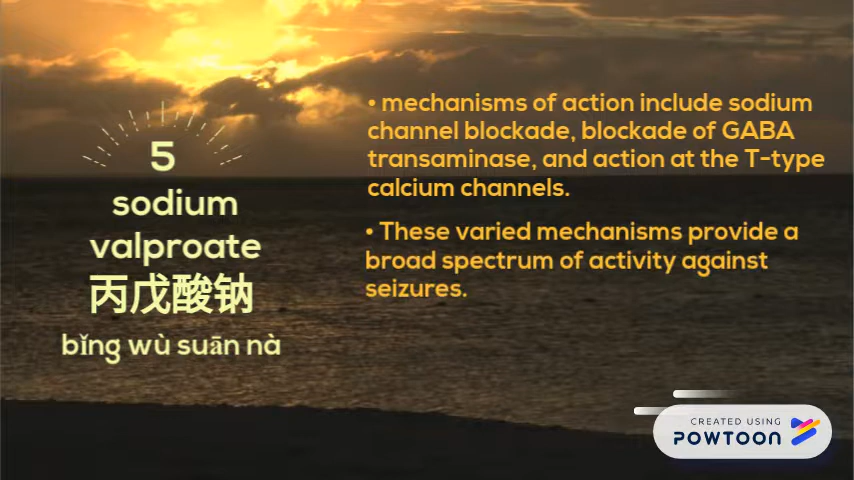 5
sodium
valproate
丙戊酸钠
bǐng wù suān nà
• mechanisms of action include sodium
channel blockade, blockade of GABA
transaminase, and action at the T-type
calcium channels.
• These varied mechanisms provide a
broad spectrum of activity against
seizures.
CREATED USING
POWTOON